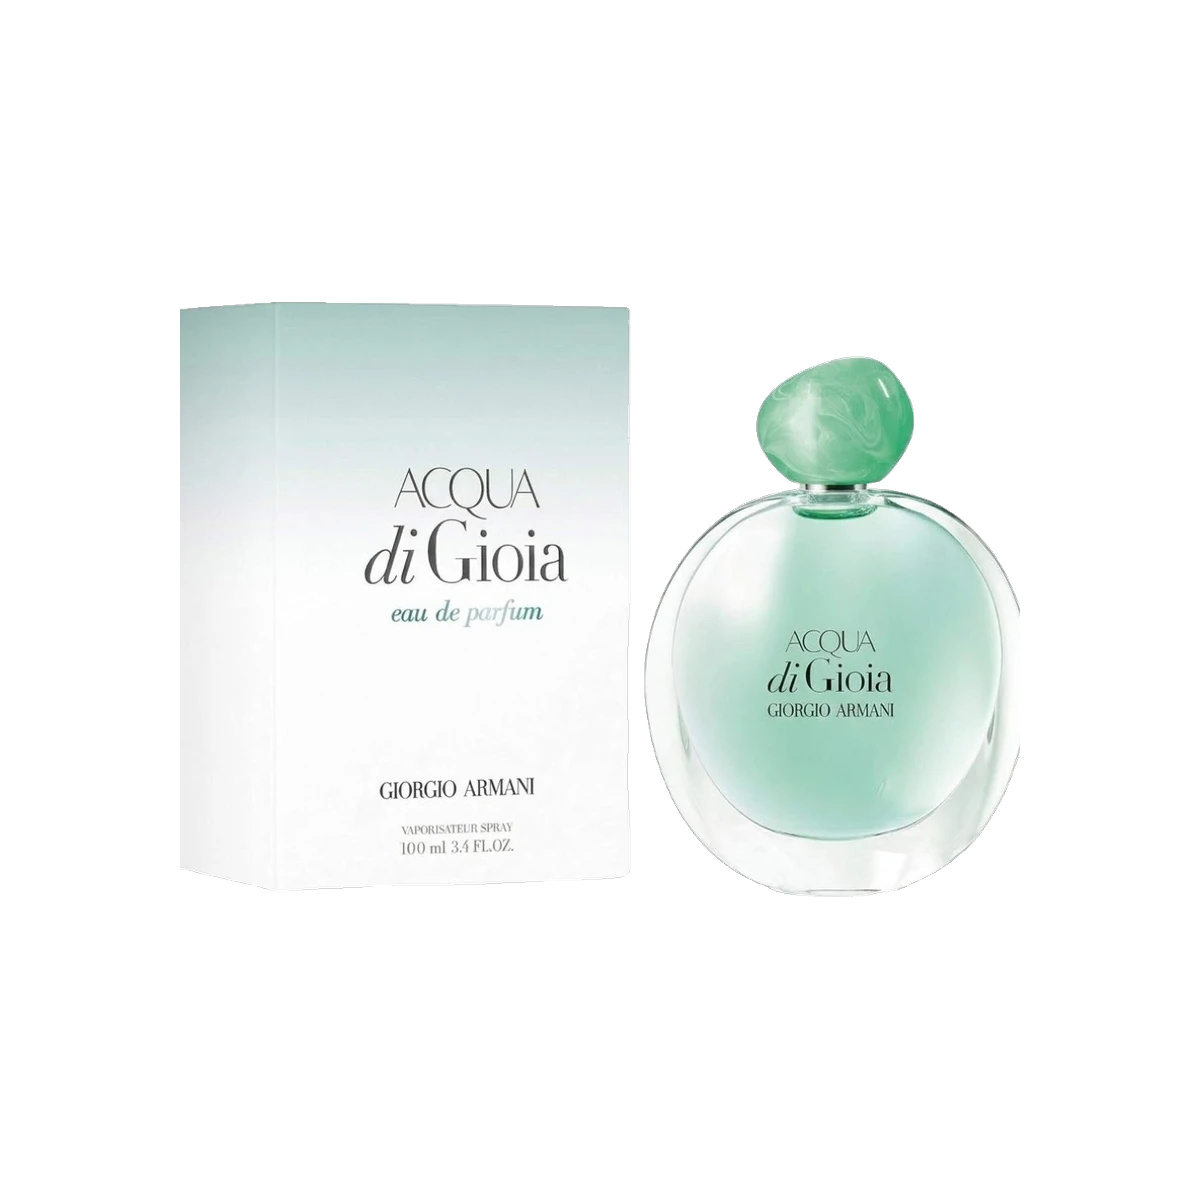 ACQUA
di Gioia
eau de parfum
GIORGIO ARMANI
VAPORISATEUR SPRAY
100 ml 3.4 FL.OZ.
ACQUA
di Gioia
GIORGIO ARMANI